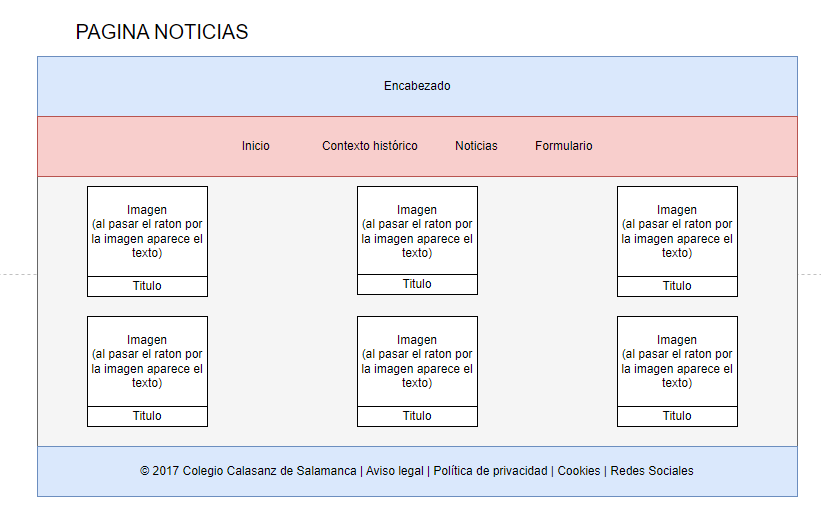 PAGINA NOTICIAS
Encabezado
Inicio Contexto histórico Noticias Formulario
Imagen
(al pasar el raton por
la imagen aparece el
texto)
Titulo
Imagen
(al pasar el raton por
la imagen aparece el
texto)
Titulo
Imagen
(al pasar el raton por
la imagen aparece el
texto)
Titulo
Imagen
(al pasar el raton por
la imagen aparece el
texto)
Titulo
Imagen
(al pasar el raton por
la imagen aparece el
texto)
Titulo
Imagen
(al pasar el raton por
la imagen aparece el
texto)
Titulo
© 2017 Colegio Calasanz de Salamanca | Aviso legal | Política de privacidad | Cookies | Redes Sociales